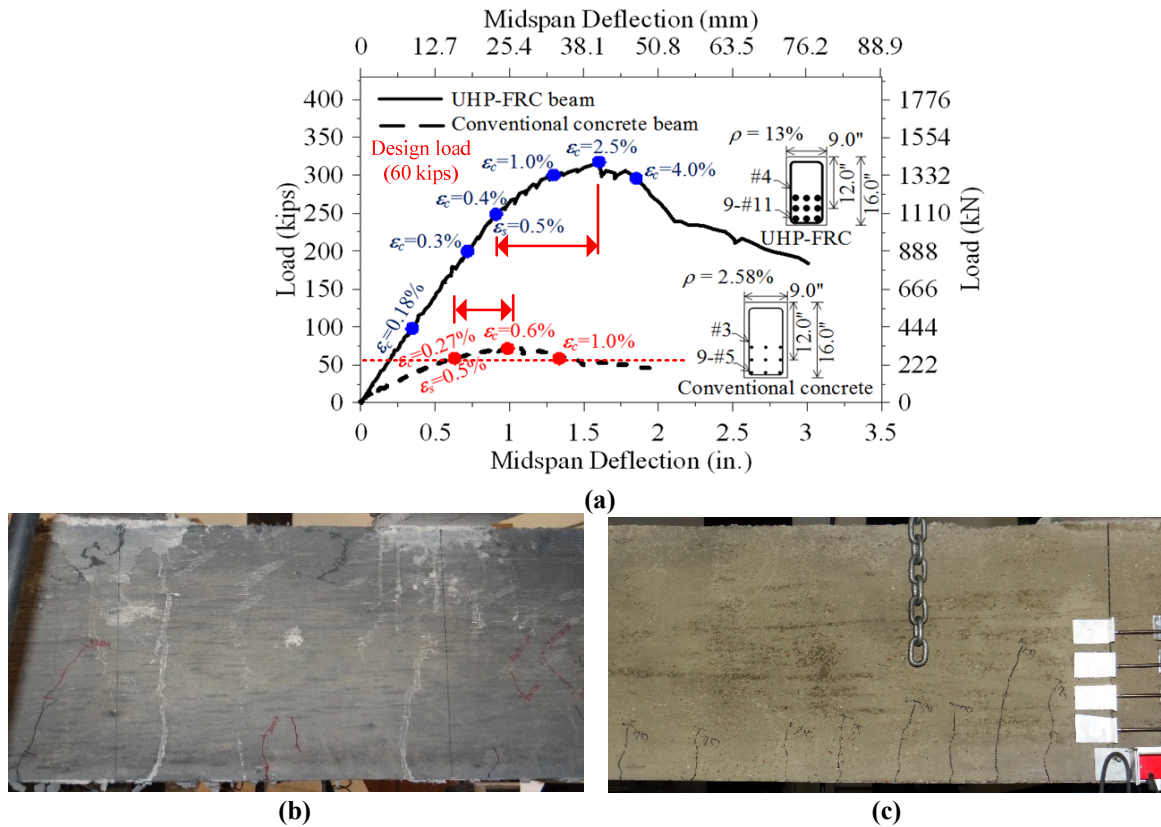 Midspan Deflection (mm)
0 12.7 25.4 38.1 50.8 63.5 76.2 88.9
400
350
300
250
200
150
100
50
0
Load (kips)
UHP-FRC beam
Conventional concrete beam
Design load
(60 kips)
εc=0.18%
εc=0.3%
εc=0.4%
εs=0.5%
εc=1.0%
εc=2.5%
εc=4.0%
εc=0.27%
εs=0.5%
εc=0.6%
εc=1.0%
ρ = 13%
9.0"
#4
9-#11
12.0"
16.0"
UHP-FRC
ρ = 2.58%
9.0"
#3
9-#5
12.0"
16.0"
Conventional concrete
1776
1554
1332
1110
888
666
444
222
0
Load (kN)
0 0.5 1 1.5 2 2.5 3 3.5
Midspan Deflection (in.)
(a)
(b)
(c)